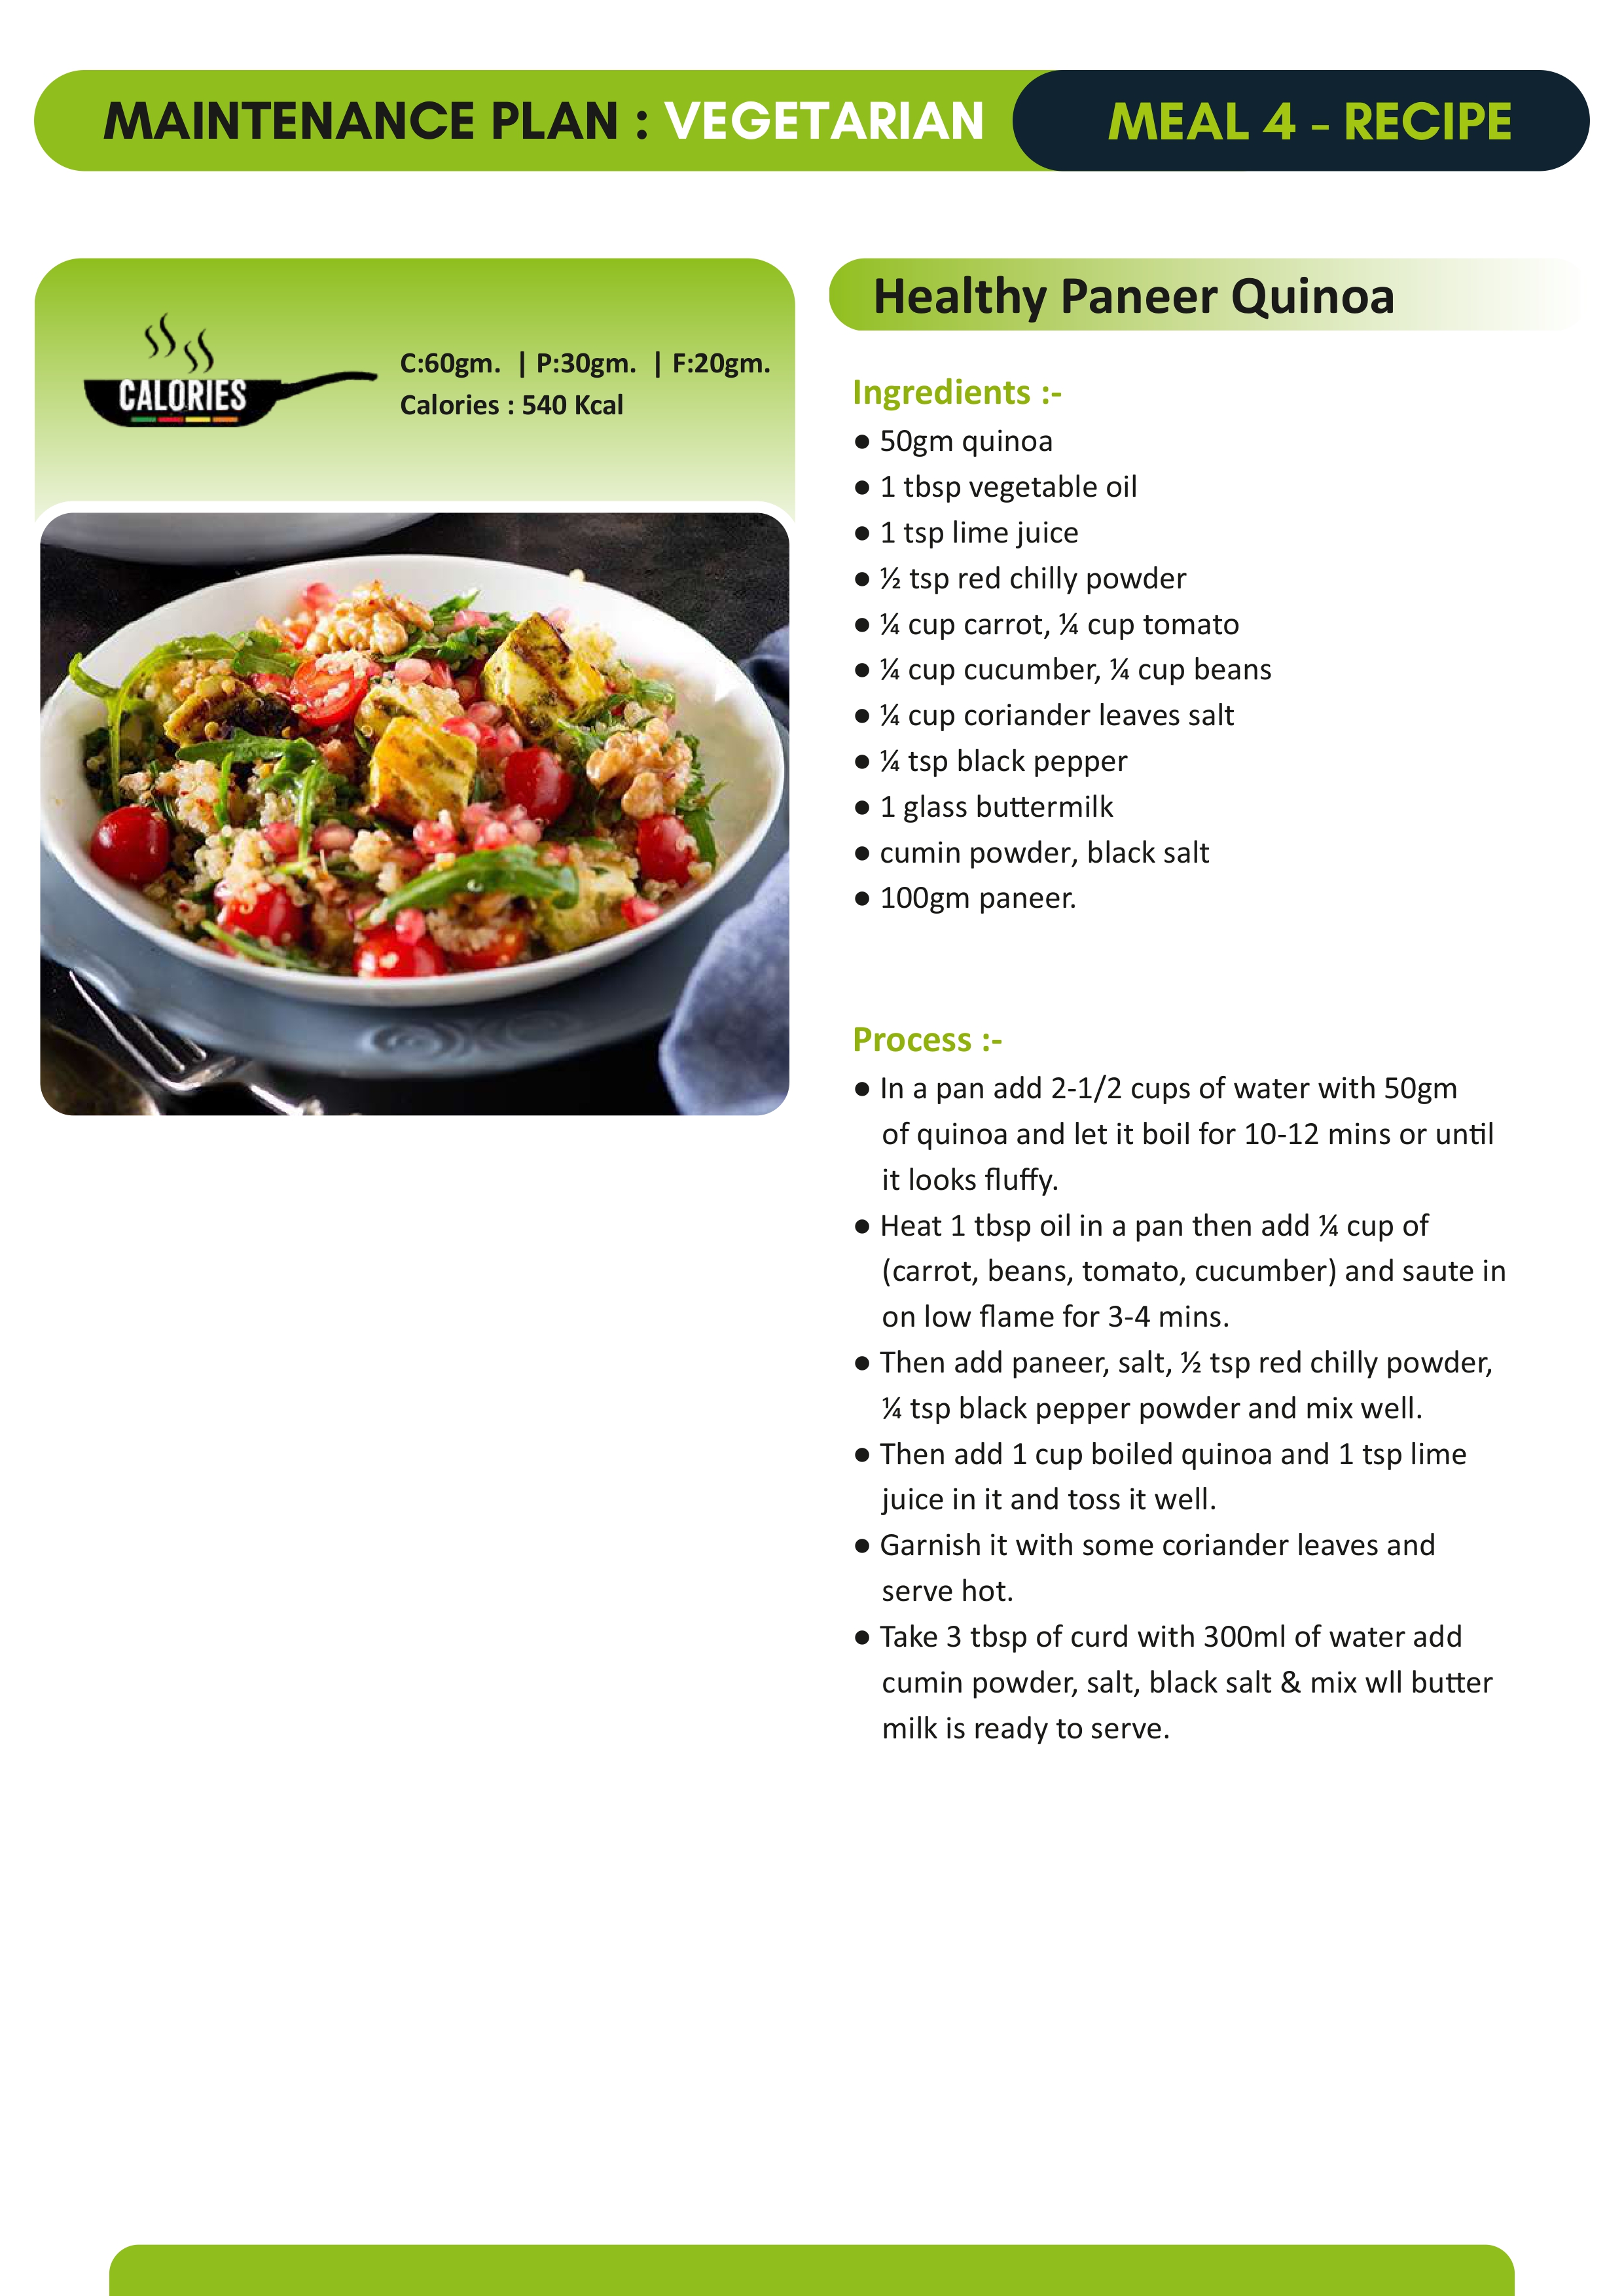 MAINTENANCE PLAN : VEGETARIAN
MEAL 4 - RECIPE
CALORIES
C:60gm. | P:30gm. | F:20gm.
Calories : 540 Kcal
Healthy Paneer Quinoa
Ingredients :-
● 50gm quinoa
● 1 tbsp vegetable oil
● 1 tsp lime juice
● ½ tsp red chilly powder
● ¼ cup carrot, ¼ cup tomato
● ¼ cup cucumber, ¼ cup beans
● ¼ cup coriander leaves salt
● ¼ tsp black pepper
● 1 glass buttermilk
● cumin powder, black salt
● 100gm paneer.
Process :-
● In a pan add 2-1/2 cups of water with 50gm
of quinoa and let it boil for 10-12 mins or until
it looks fluffy.
● Heat 1 tbsp oil in a pan then add ¼ cup of
(carrot, beans, tomato, cucumber) and saute in
on low flame for 3-4 mins.
● Then add paneer, salt, ½ tsp red chilly powder,
¼ tsp black pepper powder and mix well.
● Then add 1 cup boiled quinoa and 1 tsp lime
juice in it and toss it well.
● Garnish it with some coriander leaves and
serve hot.
● Take 3 tbsp of curd with 300ml of water add
cumin powder, salt, black salt & mix wll butter
milk is ready to serve.